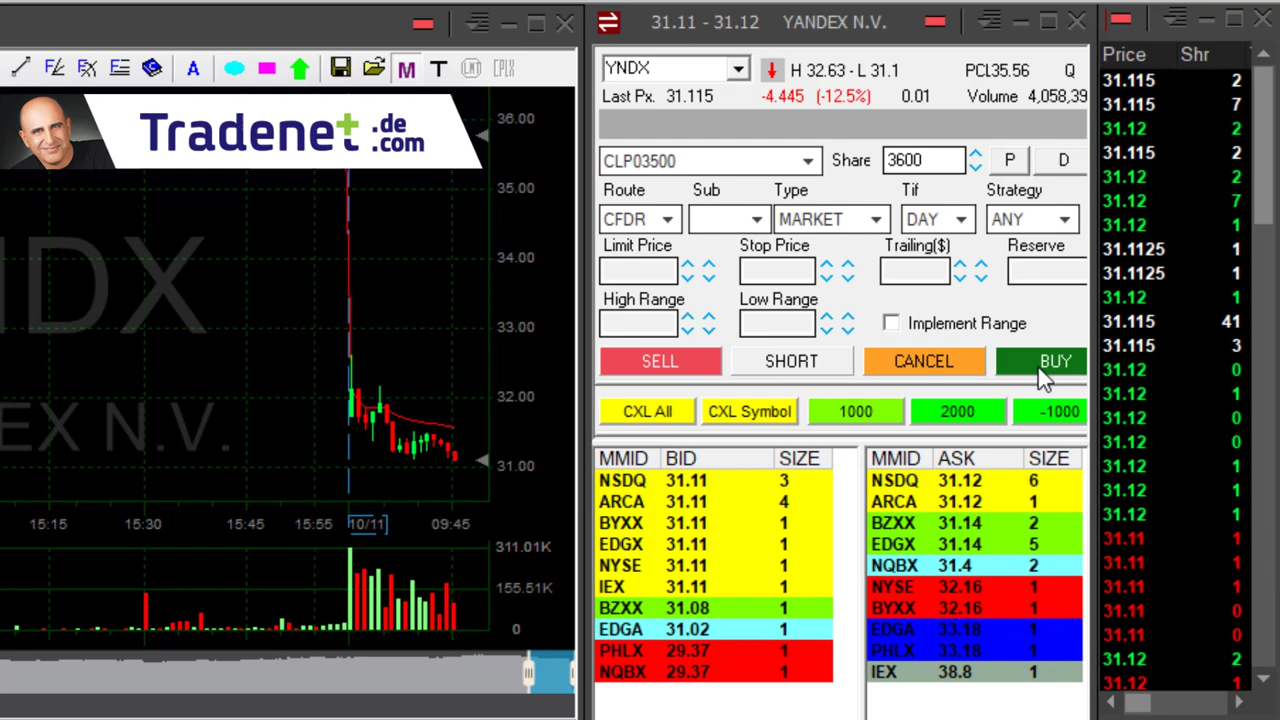 31.11 - 31.12 YANDEX N.V.
A
M T
Tradenet .de
.com
36.00
35.00
34.00
33.00
32.00
31.00
NDX
EX N.V.
15:15 15:30 15:45 15:55 10/11 09:45
311.01K
155.51K
0
YNDX
H 32.63 - L 31.1 PCL35.56 Q
Last Px. 31.115 -4.445 (-12.5%) 0.01 Volume 4,058,39
CLP03500 Share 3600 P D
Route Sub Type Tif Strategy
CFDR MARKET DAY ANY
Limit Price Stop Price Trailing($) Reserve
High Range Low Range
Implement Range
SELL SHORT CANCEL BUY
CXL All CXL Symbol 1000 2000 -1000
MMID BID SIZE
NSDQ 31.11 3
ARCA 31.11 4
BYXX 31.11 1
EDGX 31.11 1
NYSE 31.11 1
IEX 31.11 1
BZXX 31.08 1
EDGA 31.02 1
PHLX 29.37 1
NQBX 29.37 1
MMID ASK SIZE
NSDQ 31.12 6
ARCA 31.12 1
BZXX 31.14 2
EDGX 31.14 5
NQBX 31.4 2
NYSE 32.16 1
BYXX 32.16 1
EDGA 33.18 1
PHLX 33.18 1
IEX 38.8 1
Price Shr
31.115 2
31.115 7
31.12 2
31.115 2
31.12 2
31.12 7
31.12 1
31.1125 1
31.1125 1
31.12 1
31.115 41
31.115 3
31.12 0
31.12 1
31.12 0
31.12 0
31.12 1
31.12 1
31.12 1
31.11 1
31.11 1
31.11 1
31.11 0
31.11 0
31.12 2
31.12 1